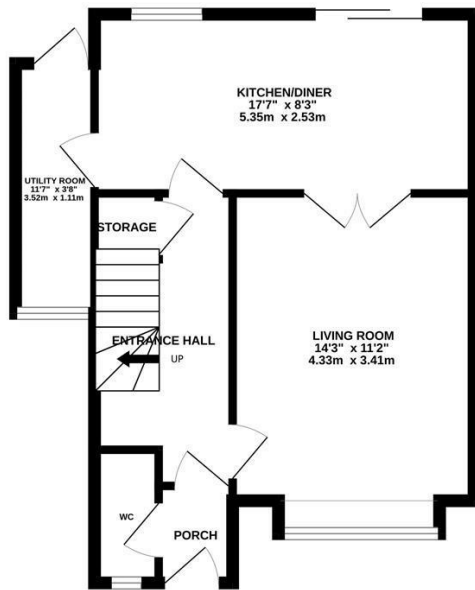 KITCHEN/DINER
17'7" x 8'3"
5.35m x 2.53m
UTILITY ROOM
11'7" x 3'8"
3.52m x 1.11m
STORAGE
ENTRANCE HALL
UP
LIVING ROOM
14'3" x 11'2"
4.33m x 3.41m
WC
PORCH